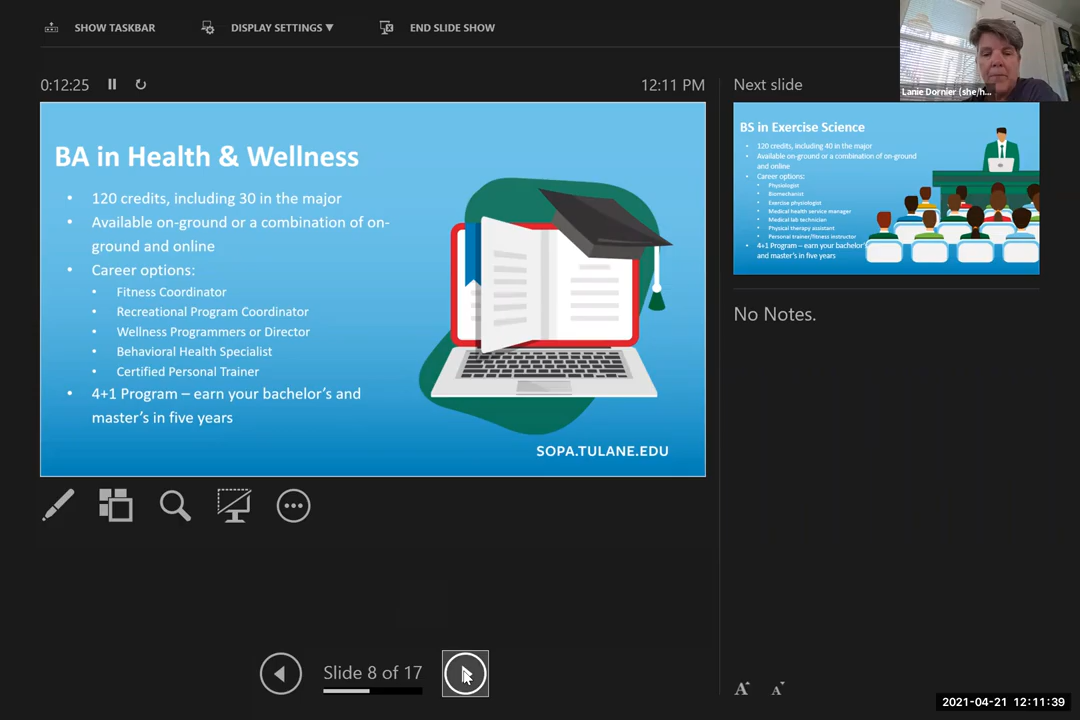 SHOW TASKBAR
DISPLAY SETTINGS ▼
END SLIDE SHOW
Lanie Dornier (she/h...
0:12:25
12:11 PM
Next slide
BA in Health & Wellness
• 120 credits, including 30 in the major
• Available on-ground or a combination of on-
ground and online
• Career options:
• Fitness Coordinator
• Recreational Program Coordinator
• Wellness Programmers or Director
• Behavioral Health Specialist
• Certified Personal Trainer
• 4+1 Program – earn your bachelor's and
master's in five years
SOPA.TULANE.EDU
BS in Exercise Science
• 120 credits, including 40 in the major
• Available on-ground or a combination of on-ground
and online
• Career options:
• Physiologist
• Biomechanist
• Exercise physiologist
• Medical health service manager
• Medical lab technician
• Physical therapy assistant
• Personal trainer/fitness instructor
• 4+1 Program – earn your bachelor's
and master's in five years
No Notes.
Slide 8 of 17
A A
2021-04-21 12:11:39